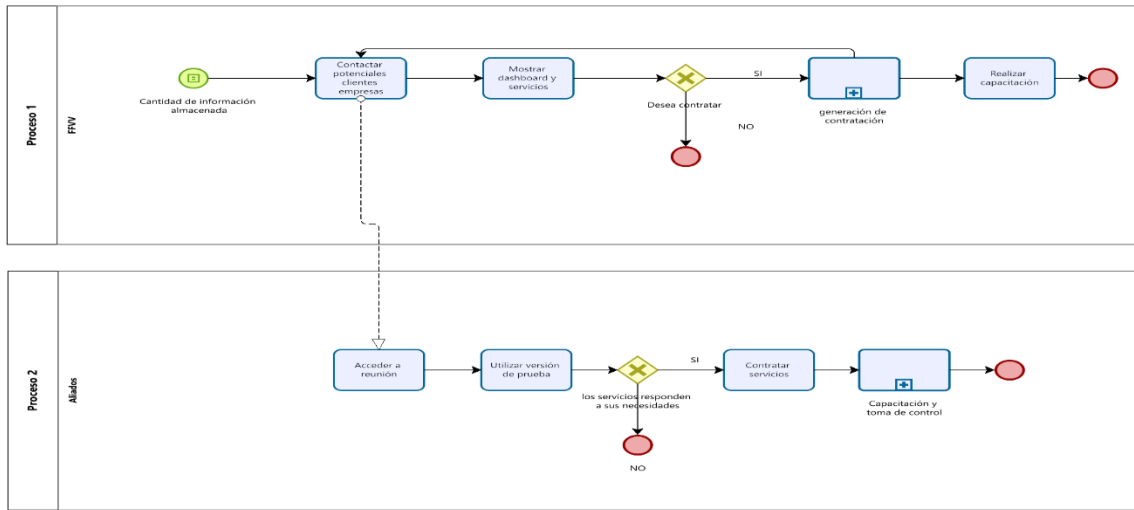 Proceso 1
FFVV
Cantidad de información
almacenada
Contactar
potenciales
clientes
empresas
Mostrar
dashboard y
servicios
Desea contratar
SI
NO
generación de
contratación
Realizar
capacitación
Proceso 2
Aliados
Acceder a
reunión
Utilizar versión
de prueba
los servicios responden
a sus necesidades
SI
NO
Contratar
servicios
Capacitación y
toma de control